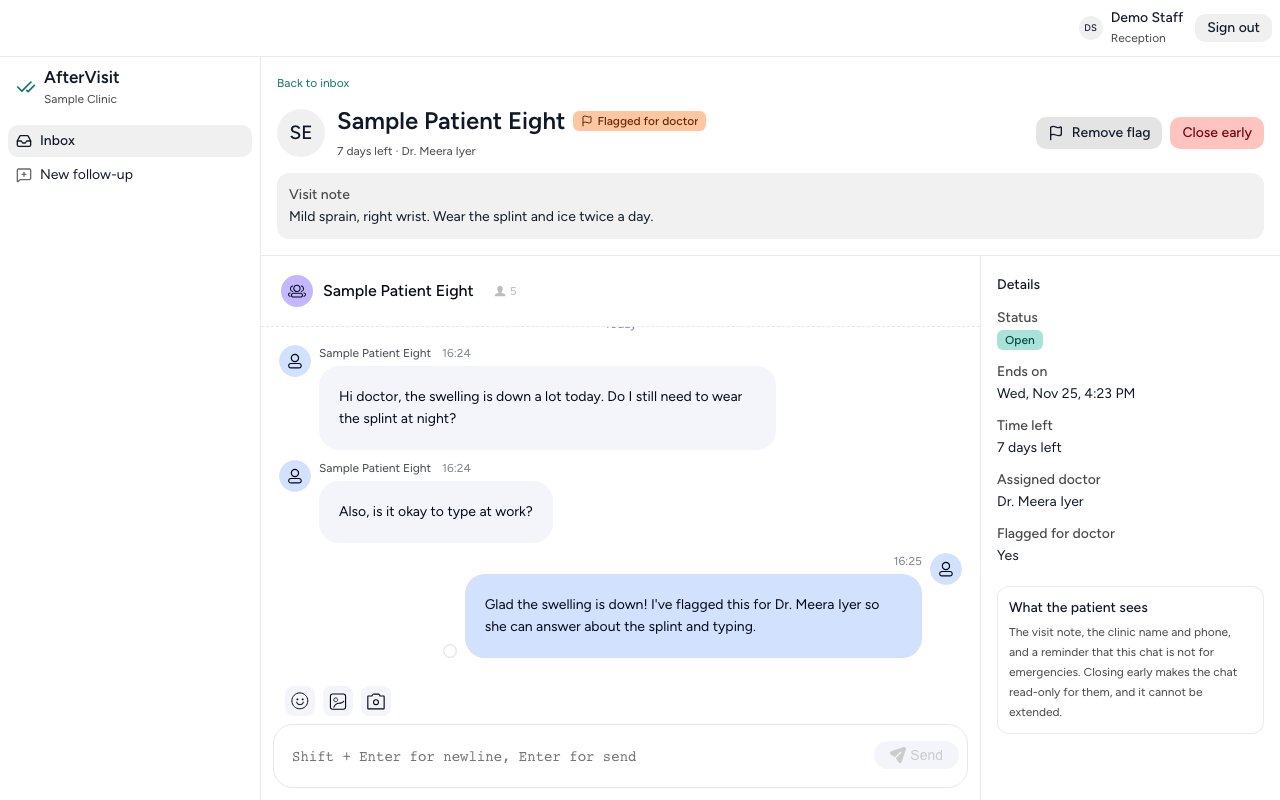 DS
Demo Staff
Reception
Sign out
AfterVisit
Sample Clinic
Inbox
New follow-up
Back to inbox
SE
Sample Patient Eight
Flagged for doctor
7 days left · Dr. Meera Iyer
Remove flag
Close early
Visit note
Mild sprain, right wrist. Wear the splint and ice twice a day.
Sample Patient Eight
5
Sample Patient Eight 16:24
Hi doctor, the swelling is down a lot today. Do I still need to wear
the splint at night?
Sample Patient Eight 16:24
Also, is it okay to type at work?
16:25
Glad the swelling is down! I've flagged this for Dr. Meera Iyer so
she can answer about the splint and typing.
Shift + Enter for newline, Enter for send
Send
Details
Status
Open
Ends on
Wed, Nov 25, 4:23 PM
Time left
7 days left
Assigned doctor
Dr. Meera Iyer
Flagged for doctor
Yes
What the patient sees
The visit note, the clinic name and phone,
and a reminder that this chat is not for
emergencies. Closing early makes the chat
read-only for them, and it cannot be
extended.